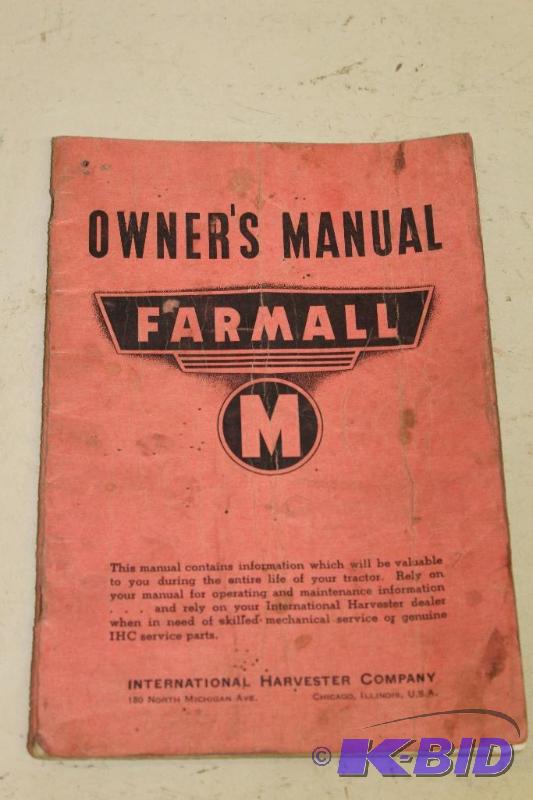 OWNER'S MANUAL
FARMALL
M
This manual contains information which will be valuable
to you during the entire life of your tractor. Rely on
your manual for operating and maintenance information
. . . and rely on your International Harvester dealer
when in need of skilled mechanical service or genuine
IHC service parts.
INTERNATIONAL HARVESTER COMPANY
180 NORTH MICHIGAN AVE. CHICAGO, ILLINOIS, U.S.A.
© K-BID